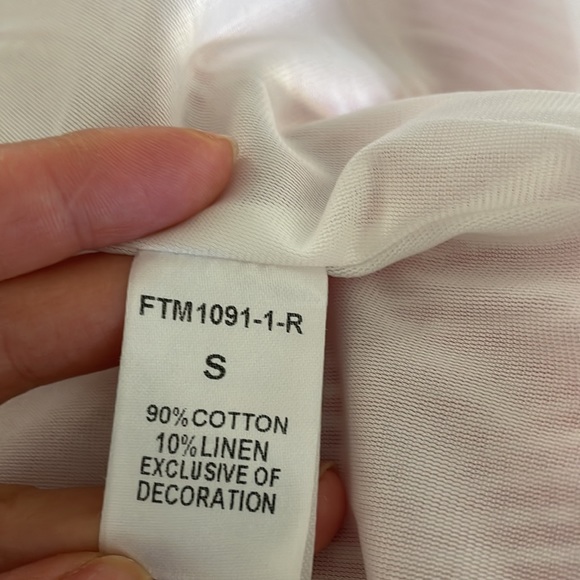 FTM1091-1-R
S
90%COTTON
10%LINEN
EXCLUSIVE OF
DECORATION